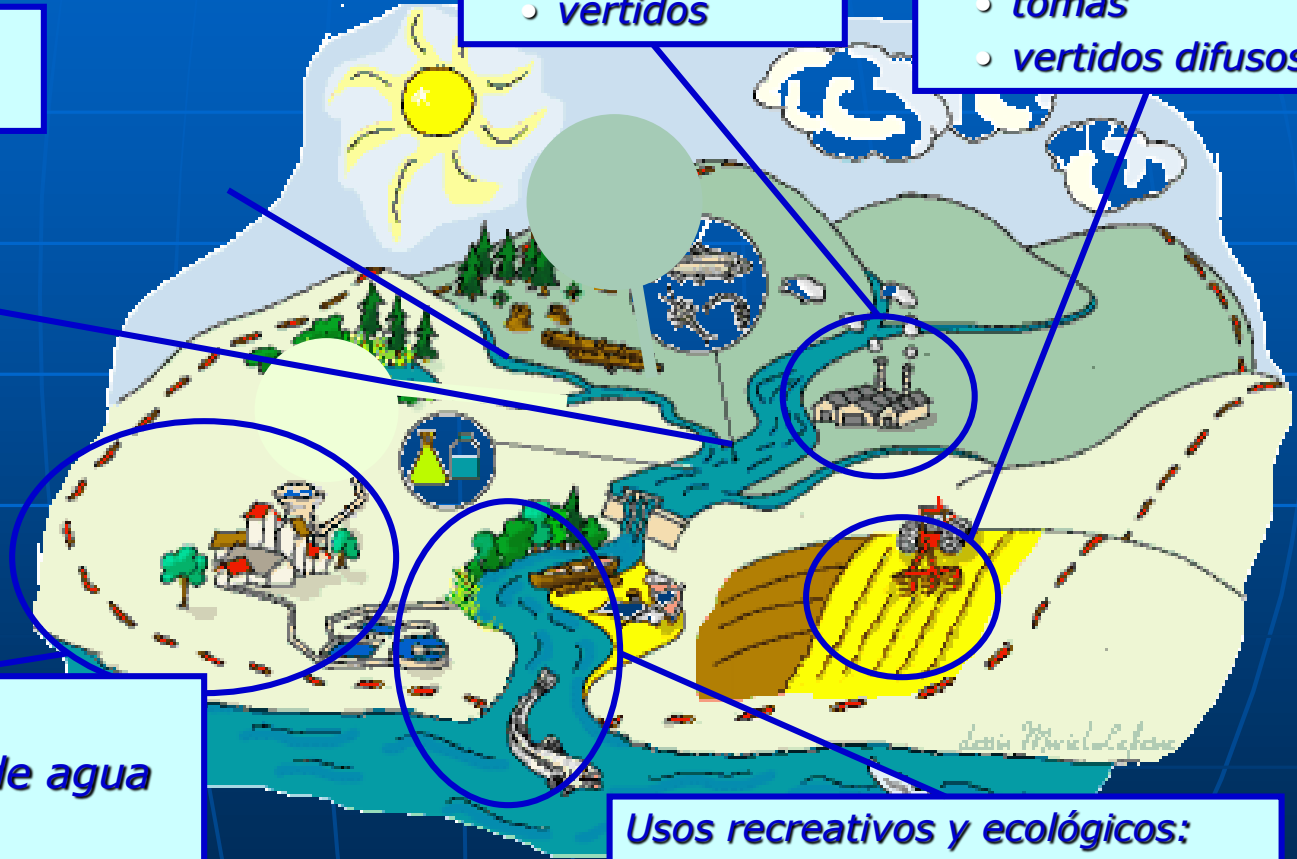 • vertidos
• tomas
• vertidos difusos
de agua
Usos recreativos y ecológicos: